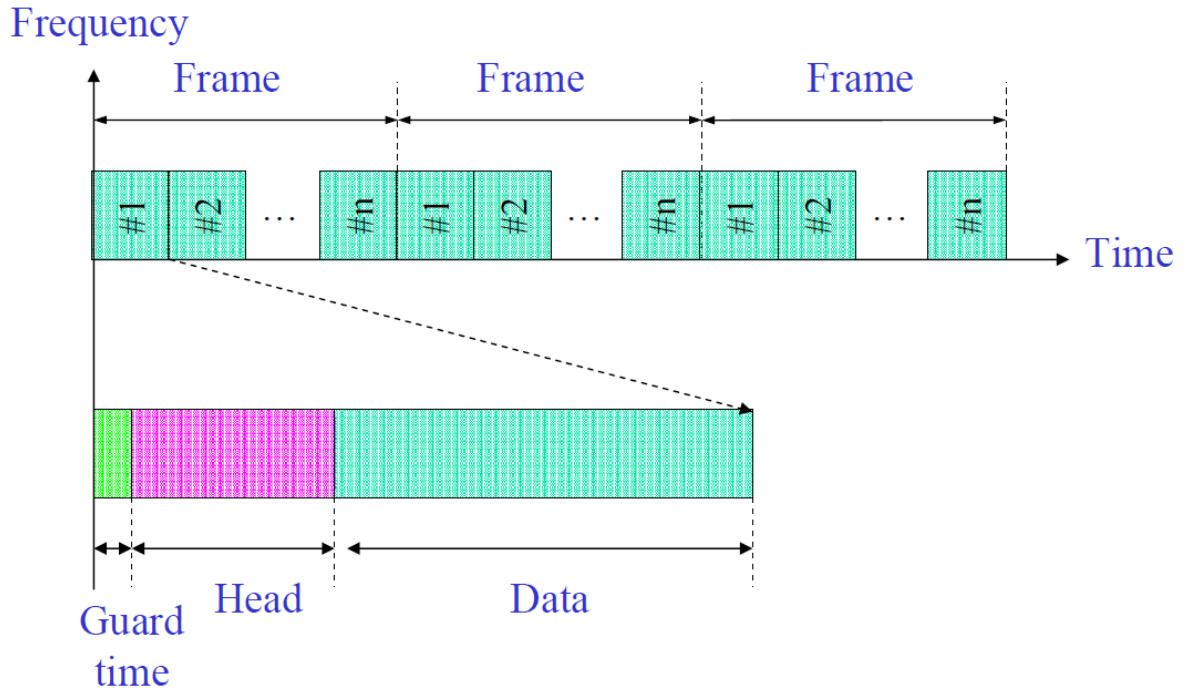 Frequency
Frame Frame Frame
#1 #2 ... #n #1 #2 ... #n #1 #2 ... #n
Time
Head Data
Guard
time